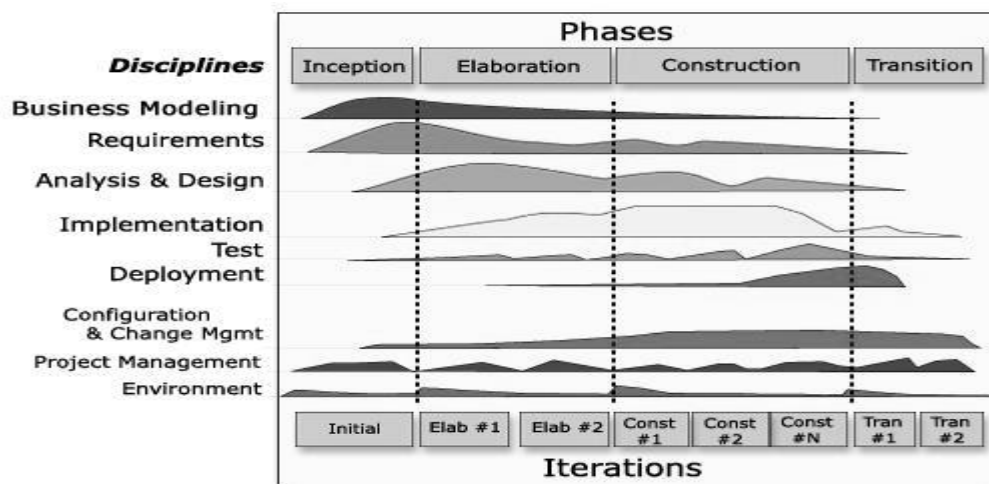 Phases
Disciplines
Inception
Elaboration
Construction
Transition
Business Modeling
Requirements
Analysis & Design
Implementation
Test
Deployment
Configuration
& Change Mgmt
Project Management
Environment
Initial
Elab #1
Elab #2
Const
#1
Const
#2
Const
#N
Tran
#1
Tran
#2
Iterations